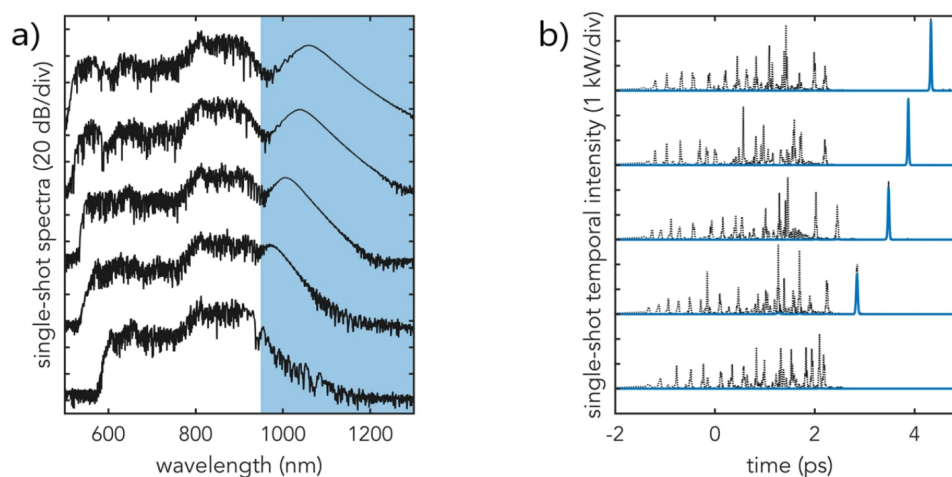 a)
single-shot spectra (20 dB/div)
600 800 1000 1200
wavelength (nm)
b)
single-shot temporal intensity (1 kW/div)
-2 0 2 4
time (ps)